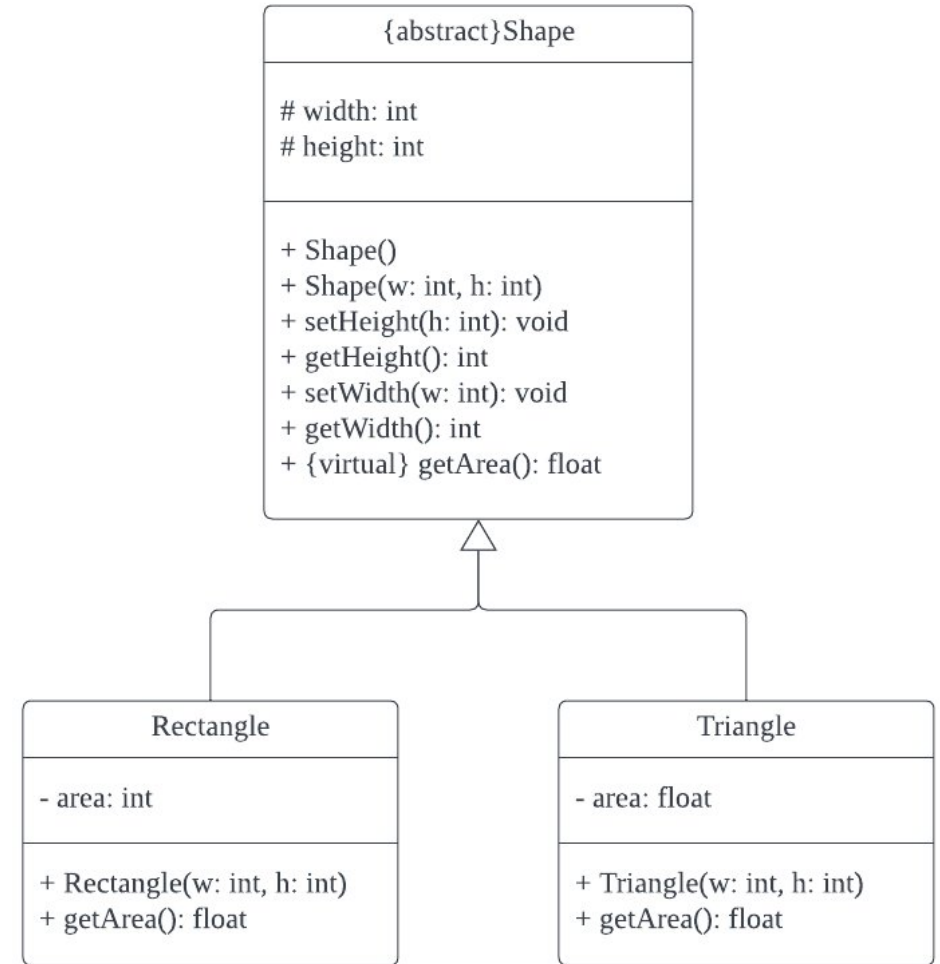 {abstract}Shape
# width: int
# height: int
+ Shape()
+ Shape(w: int, h: int)
+ setHeight(h: int): void
+ getHeight(): int
+ setWidth(w: int): void
+ getWidth(): int
+ {virtual} getArea(): float
Rectangle
- area: int
+ Rectangle(w: int, h: int)
+ getArea(): float
Triangle
- area: float
+ Triangle(w: int, h: int)
+ getArea(): float